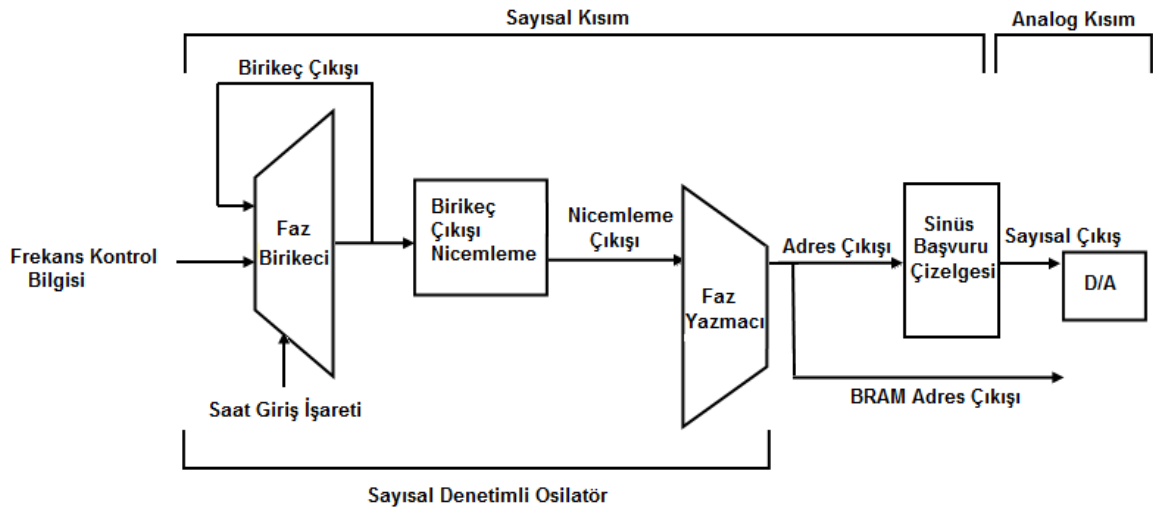 Sayısal Kısım
Analog Kısım
Birikeç Çıkışı
Faz
Birikeci
Birikeç
Çıkışı
Nicemleme
Nicemleme
Çıkışı
Frekans Kontrol
Bilgisi
Saat Giriş İşareti
Faz
Yazmacı
Adres Çıkışı
Sinüs
Başvuru
Çizelgesi
Sayısal Çıkış
D/A
BRAM Adres Çıkışı
Sayısal Denetimli Osilatör